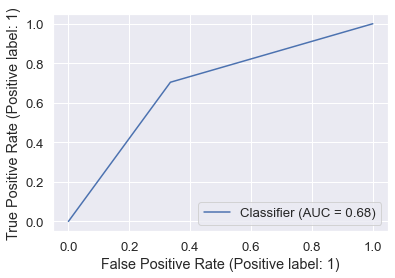 True Positive Rate (Positive label: 1)
1.0
0.8
0.6
0.4
0.2
0.0
Classifier (AUC = 0.68)
0.0 0.2 0.4 0.6 0.8 1.0
False Positive Rate (Positive label: 1)